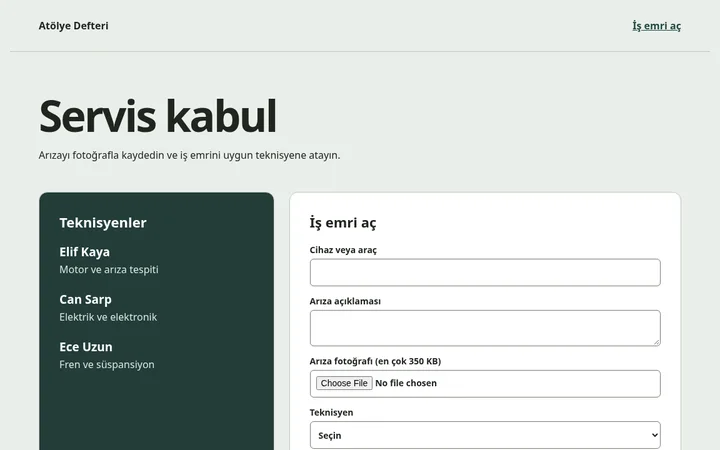 Atölye Defteri
İş emri aç
Servis kabul
Arızayı fotoğrafla kaydedin ve iş emrini uygun teknisyene atayın.
Teknisyenler
Elif Kaya
Motor ve arıza tespiti
Can Sarp
Elektrik ve elektronik
Ece Uzun
Fren ve süspansiyon
İş emri aç
Cihaz veya araç
Arıza açıklaması
Arıza fotoğrafı (en çok 350 KB)
Choose File No file chosen
Teknisyen
Seçin